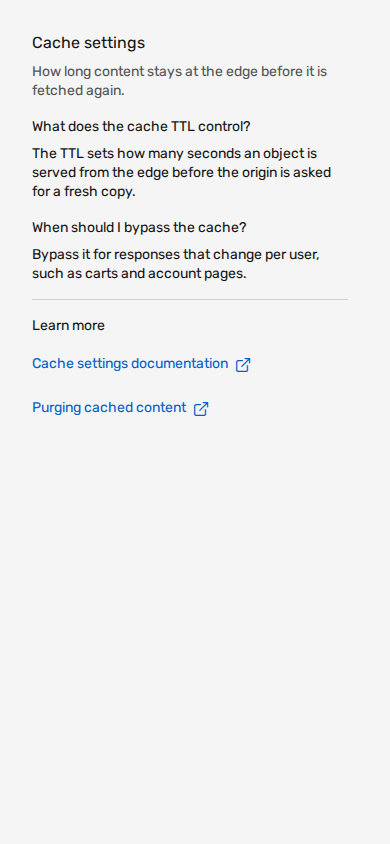 Cache settings
How long content stays at the edge before it is
fetched again.
What does the cache TTL control?
The TTL sets how many seconds an object is
served from the edge before the origin is asked
for a fresh copy.
When should I bypass the cache?
Bypass it for responses that change per user,
such as carts and account pages.
Learn more
Cache settings documentation
Purging cached content